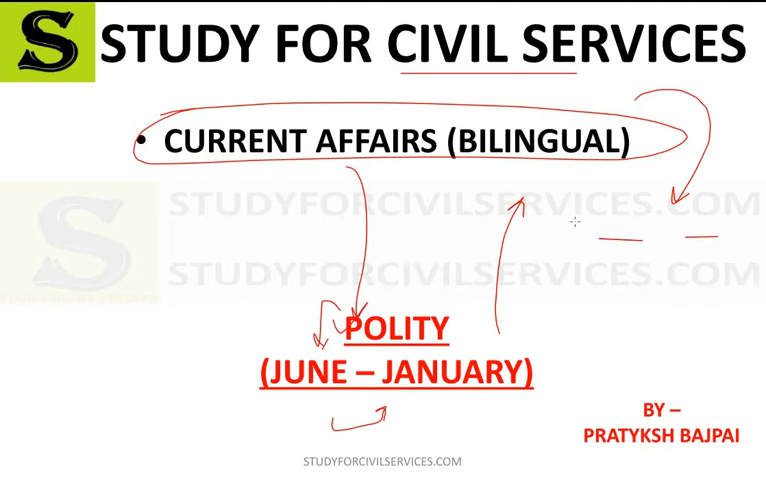 S STUDY FOR CIVIL SERVICES
• CURRENT AFFAIRS (BILINGUAL)
STUDYFORCIVILSERVICES.COM
S
STUDYFORCIVILSERVICES.COM
POLITY
(JUNE – JANUARY)
BY –
PRATYKSH BAJPAI
STUDYFORCIVILSERVICES.COM